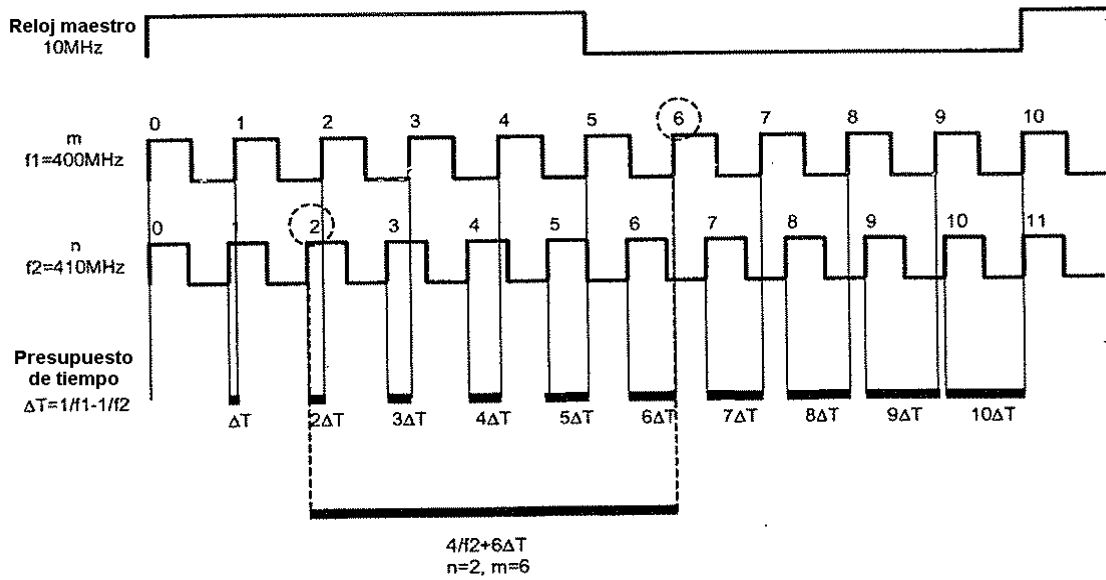 Reloj maestro
10MHz
0 1 2 3 4 5 6 7 8 9 10
m
f1=400MHz
0 1 2 3 4 5 6 7 8 9 10 11
n
f2=410MHz
Presupuesto
de tiempo
ΔT=1/f1-1/f2
ΔT 2ΔT 3ΔT 4ΔT 5ΔT 6ΔT 7ΔT 8ΔT 9ΔT 10ΔT
4/f2+6ΔT
n=2, m=6